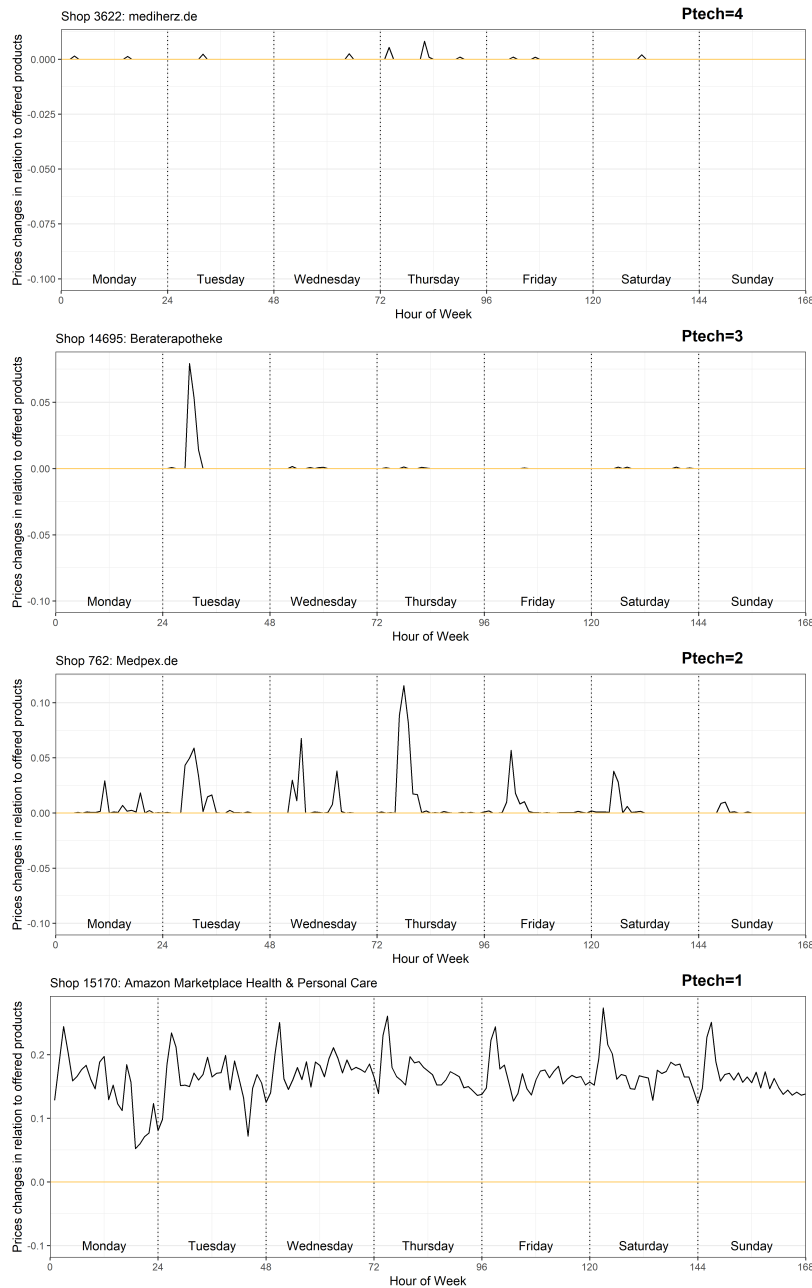 Shop 3622: mediherz.de
Ptech=4
Prices changes in relation to offered products
0.000
-0.025
-0.050
-0.075
-0.100
Monday Tuesday Wednesday Thursday Friday Saturday Sunday
0 24 48 72 96 120 144 168
Hour of Week
Shop 14695: Beraterapotheke
Ptech=3
Prices changes in relation to offered products
0.05
0.00
-0.05
-0.10
Monday Tuesday Wednesday Thursday Friday Saturday Sunday
0 24 48 72 96 120 144 168
Hour of Week
Shop 762: Medpex.de
Ptech=2
Prices changes in relation to offered products
0.10
0.05
0.00
-0.05
-0.10
Monday Tuesday Wednesday Thursday Friday Saturday Sunday
0 24 48 72 96 120 144 168
Hour of Week
Shop 15170: Amazon Marketplace Health & Personal Care
Ptech=1
Prices changes in relation to offered products
0.2
0.1
0.0
-0.1
Monday Tuesday Wednesday Thursday Friday Saturday Sunday
0 24 48 72 96 120 144 168
Hour of Week